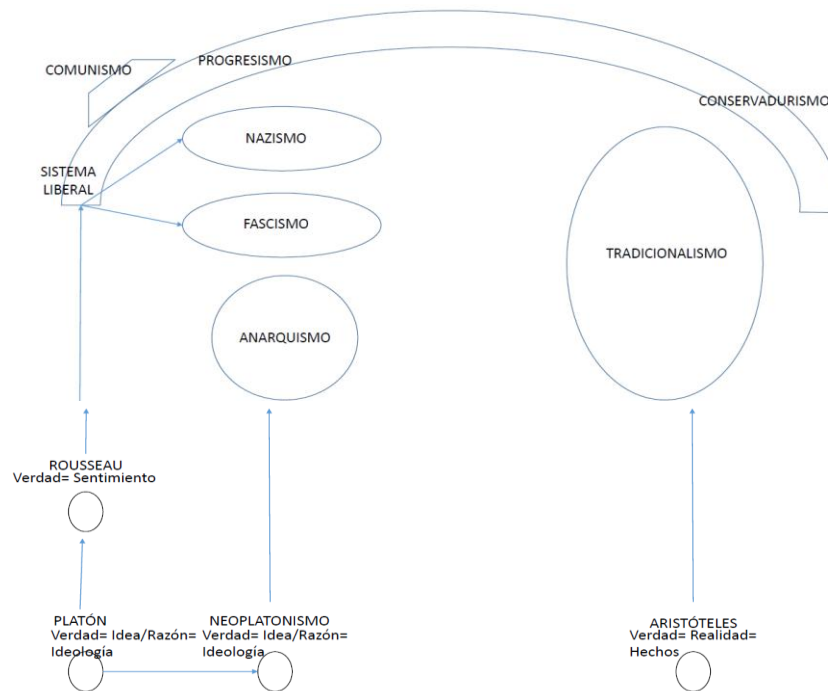 PROGRESISMO
COMUNISMO
CONSERVADURISMO
NAZISMO
SISTEMA
LIBERAL
FASCISMO
TRADICIONALISMO
ANARQUISMO
ROUSSEAU
Verdad= Sentimiento
PLATÓN
Verdad= Idea/Razón=
Ideología
NEOPLATONISMO
Verdad= Idea/Razón=
Ideología
ARISTÓTELES
Verdad= Realidad=
Hechos